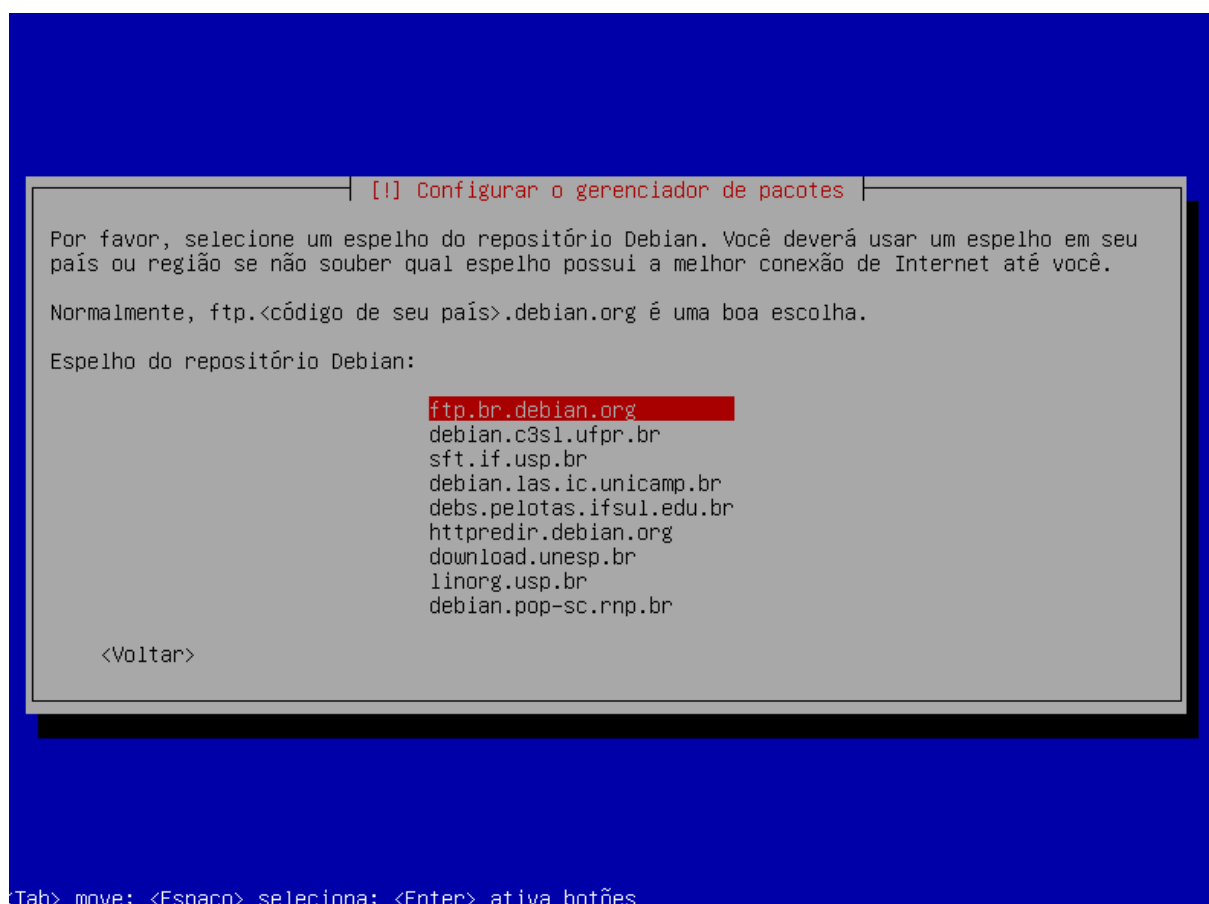 [!] Configurar o gerenciador de pacotes
Por favor, selecione um espelho do repositório Debian. Você deverá usar um espelho em seu
país ou região se não souber qual espelho possui a melhor conexão de Internet até você.
Normalmente, ftp.<código de seu país>.debian.org é uma boa escolha.
Espelho do repositório Debian:
ftp.br.debian.org
debian.c3sl.ufpr.br
sft.if.usp.br
debian.las.ic.unicamp.br
debs.pelotas.ifsul.edu.br
httpredir.debian.org
download.unesp.br
linorg.usp.br
debian.pop-sc.rnp.br
<Voltar>
<Tab> move; <Espaço> seleciona; <Enter> ativa botões